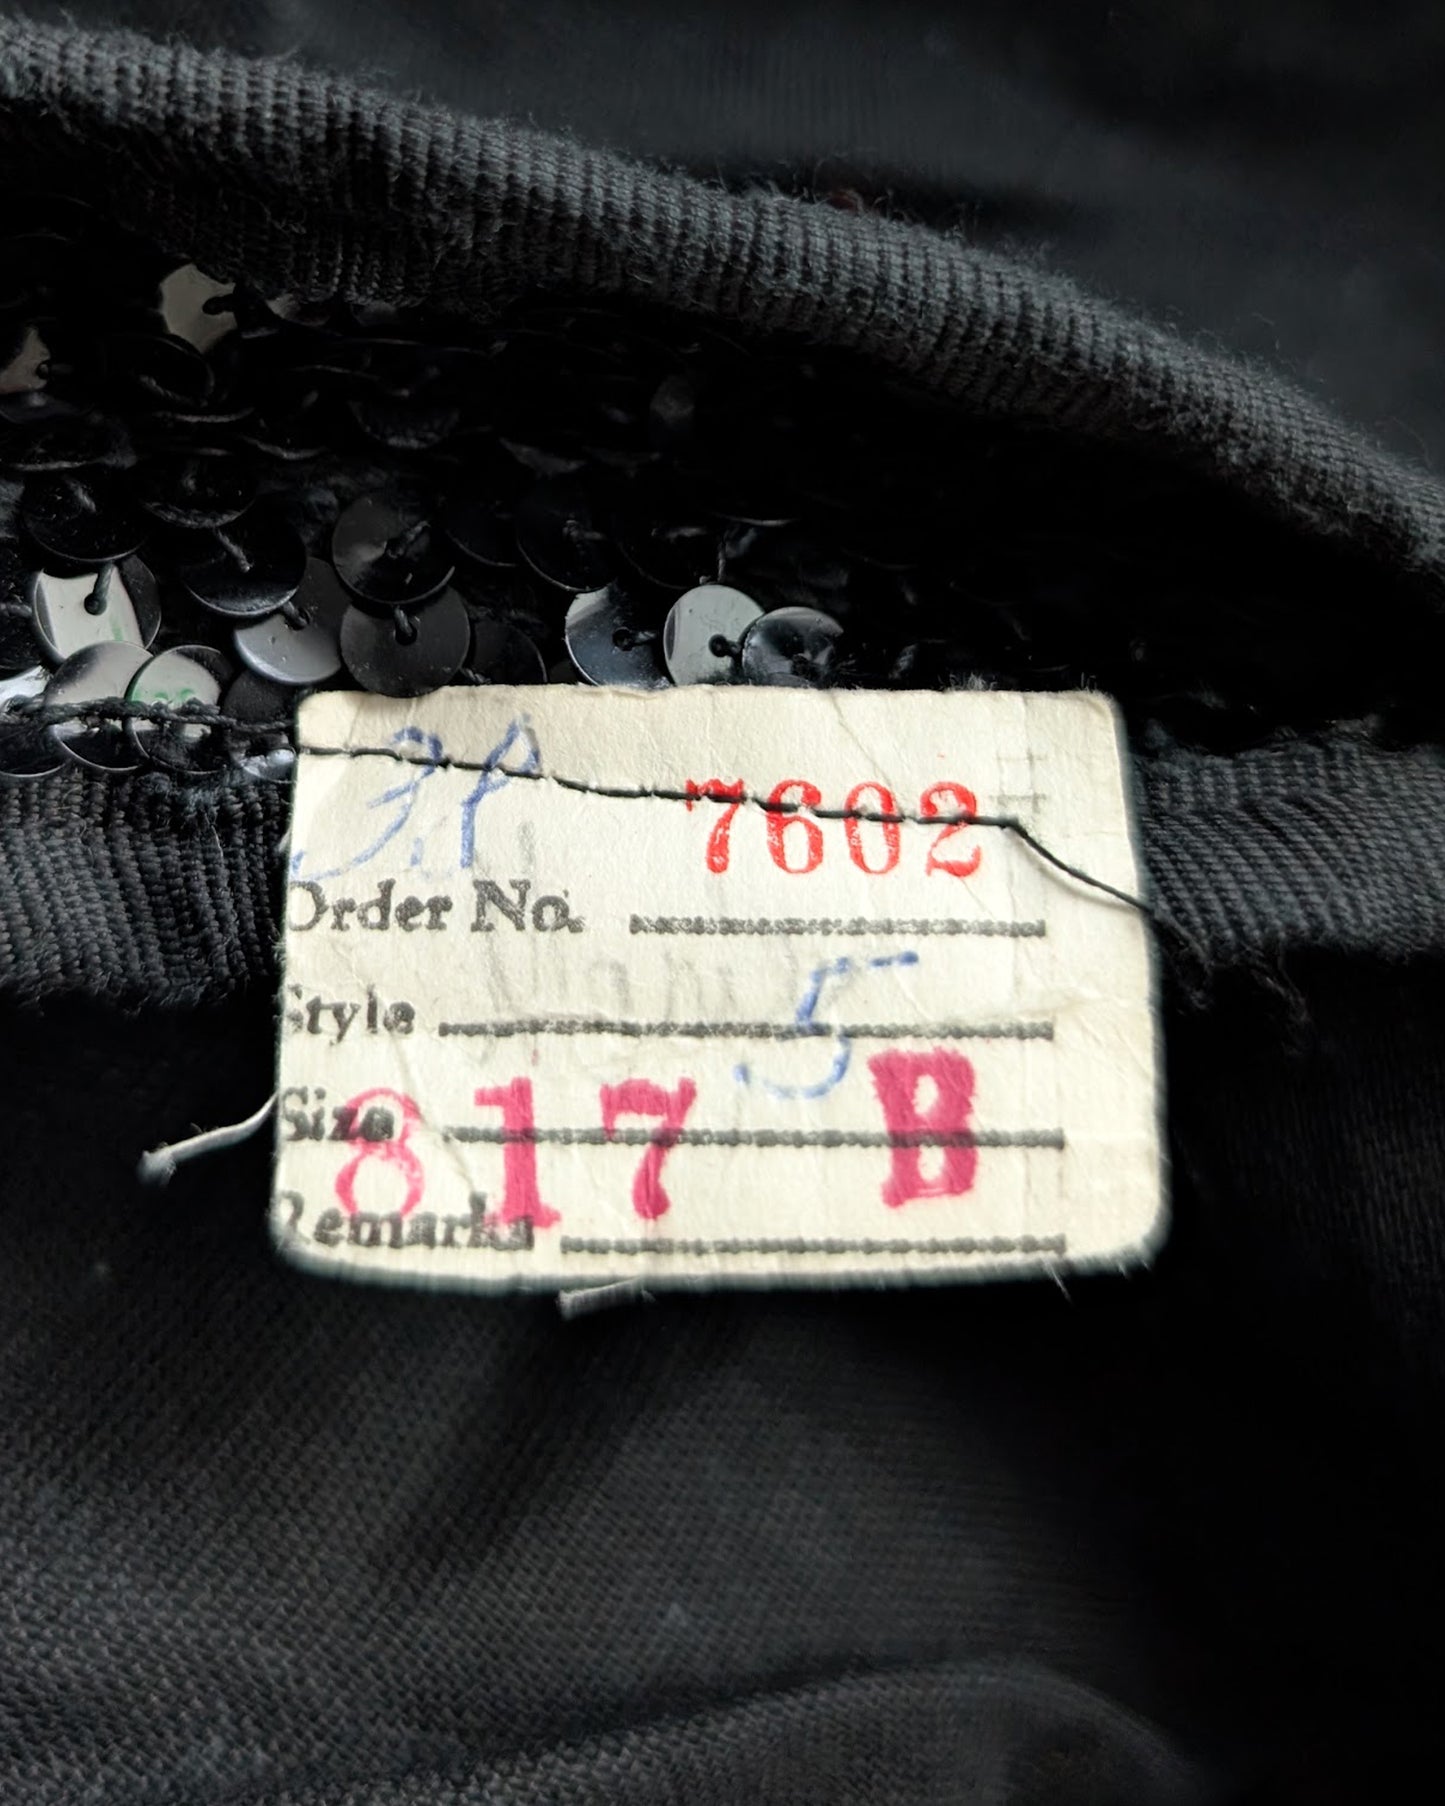 7602
Order No.
Style
5
Size
817 B
Remarks